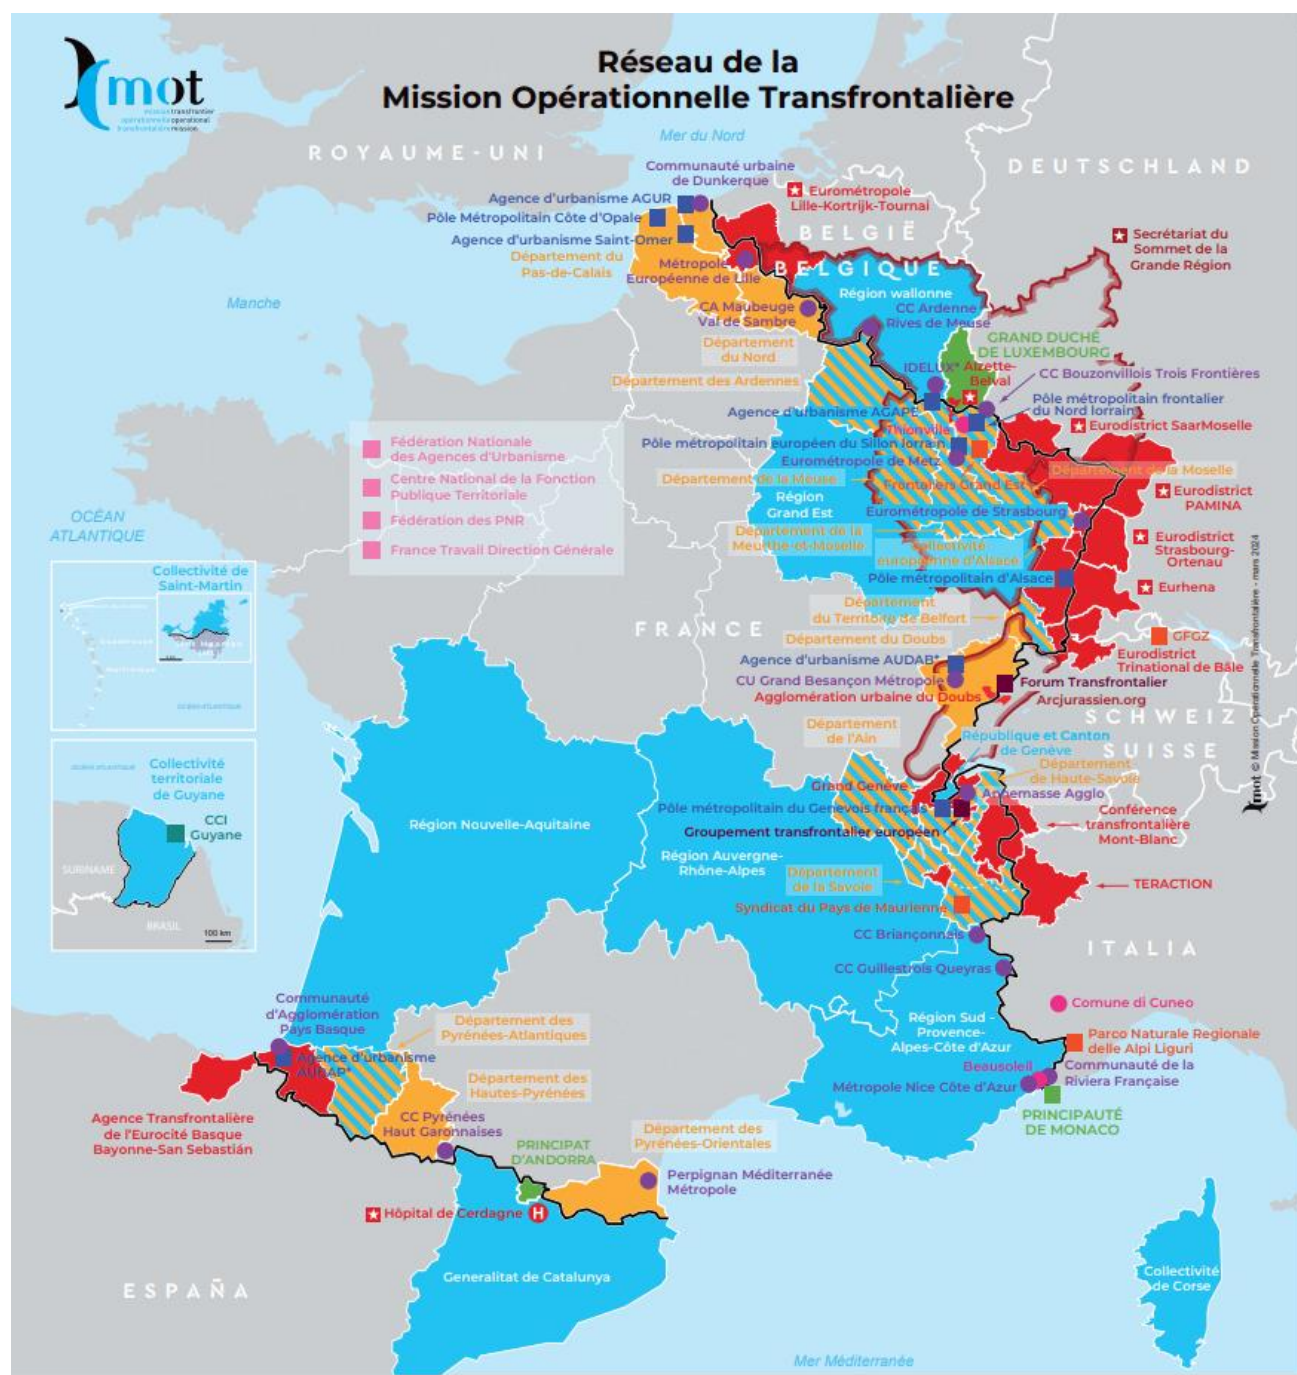 mot
mission transfrontier
opérationnelle operational
transfrontalière mission
Réseau de la
Mission Opérationnelle Transfrontalière
Mer du Nord
ROYAUME-UNI
DEUTSCHLAND
Communauté urbaine
de Dunkerque
Agence d'urbanisme AGUR
Pôle Métropolitain Côte d'Opale
Agence d'urbanisme Saint-Omer
Département du
Pas-de-Calais
Eurométropole
Lille-Kortrijk-Tournai
BELGIË
BELGIQUE
Secrétariat du
Sommet de la
Grande Région
Métropole
Européenne de Lille
Région wallonne
Manche
CA Maubeuge
Val de Sambre
CC Ardenne
Rives de Meuse
Département
du Nord
GRAND DUCHÉ
DE LUXEMBOURG
Département des Ardennes
IDELUX*
Alzette-
Belval
CC Bouzonvillois Trois Frontières
Agence d'urbanisme AGAPE
Pôle métropolitain frontalier
du Nord lorrain
Thionville
Eurodistrict SaarMoselle
Pôle métropolitain européen du Sillon lorrain
Eurométropole de Metz
Département de la Moselle
Département de la Meuse
Frontaliers Grand Est
Région
Grand Est
Eurodistrict
PAMINA
Eurométropole de Strasbourg
Département de la
Meurthe-et-Moselle
Collectivité
européenne d'Alsace
Eurodistrict
Strasbourg-
Ortenau
Pôle métropolitain d'Alsace
Eurhena
Fédération Nationale
des Agences d'Urbanisme
Centre National de la Fonction
Publique Territoriale
Fédération des PNR
France Travail Direction Générale
OCÉAN
ATLANTIQUE
Collectivité de
Saint-Martin
OCÉAN ATLANTIQUE
Département
du Territoire de Belfort
FRANCE
Département du Doubs
GFGZ
Eurodistrict
Trinational de Bâle
Agence d'urbanisme AUDAB*
CU Grand Besançon Métropole
Agglomération urbaine du Doubs
Forum Transfrontalier
Arcjurassien.org
SCHWEIZ
SUISSE
Département
de l'Ain
République et Canton
de Genève
Département
de Haute-Savoie
Grand Genève
Annemasse Agglo
Pôle métropolitain du Genevois français
Groupement transfrontalier européen
Conférence
transfrontalière
Mont-Blanc
mot © Mission Opérationnelle Transfrontalière - mars 2024
OCÉAN ATLANTIQUE
Collectivité
territoriale
de Guyane
CCI
Guyane
SURINAME
BRASIL
100 km
Région Nouvelle-Aquitaine
Région Auvergne-
Rhône-Alpes
Département
de la Savoie
TERACTION
Syndicat du Pays de Maurienne
CC Briançonnais
ITALIA
CC Guillestrois Queyras
Comune di Cuneo
Région Sud -
Provence-
Alpes-Côte d'Azur
Parco Naturale Regionale
delle Alpi Liguri
Beausoleil
Communauté de la
Riviera Française
Métropole Nice Côte d'Azur
PRINCIPAUTÉ
DE MONACO
Communauté
d'Agglomération
Pays Basque
Département des
Pyrénées-Atlantiques
Agence d'urbanisme
AUDAP*
Département des
Hautes-Pyrénées
Agence Transfrontalière
de l'Eurocité Basque
Bayonne-San Sebastián
CC Pyrénées
Haut Garonnaises
PRINCIPAT
D'ANDORRA
Département des
Pyrénées-Orientales
Perpignan Méditerranée
Métropole
Hôpital de Cerdagne
H
Generalitat de Catalunya
ESPAÑA
Collectivité
de Corse
Mer Méditerranée